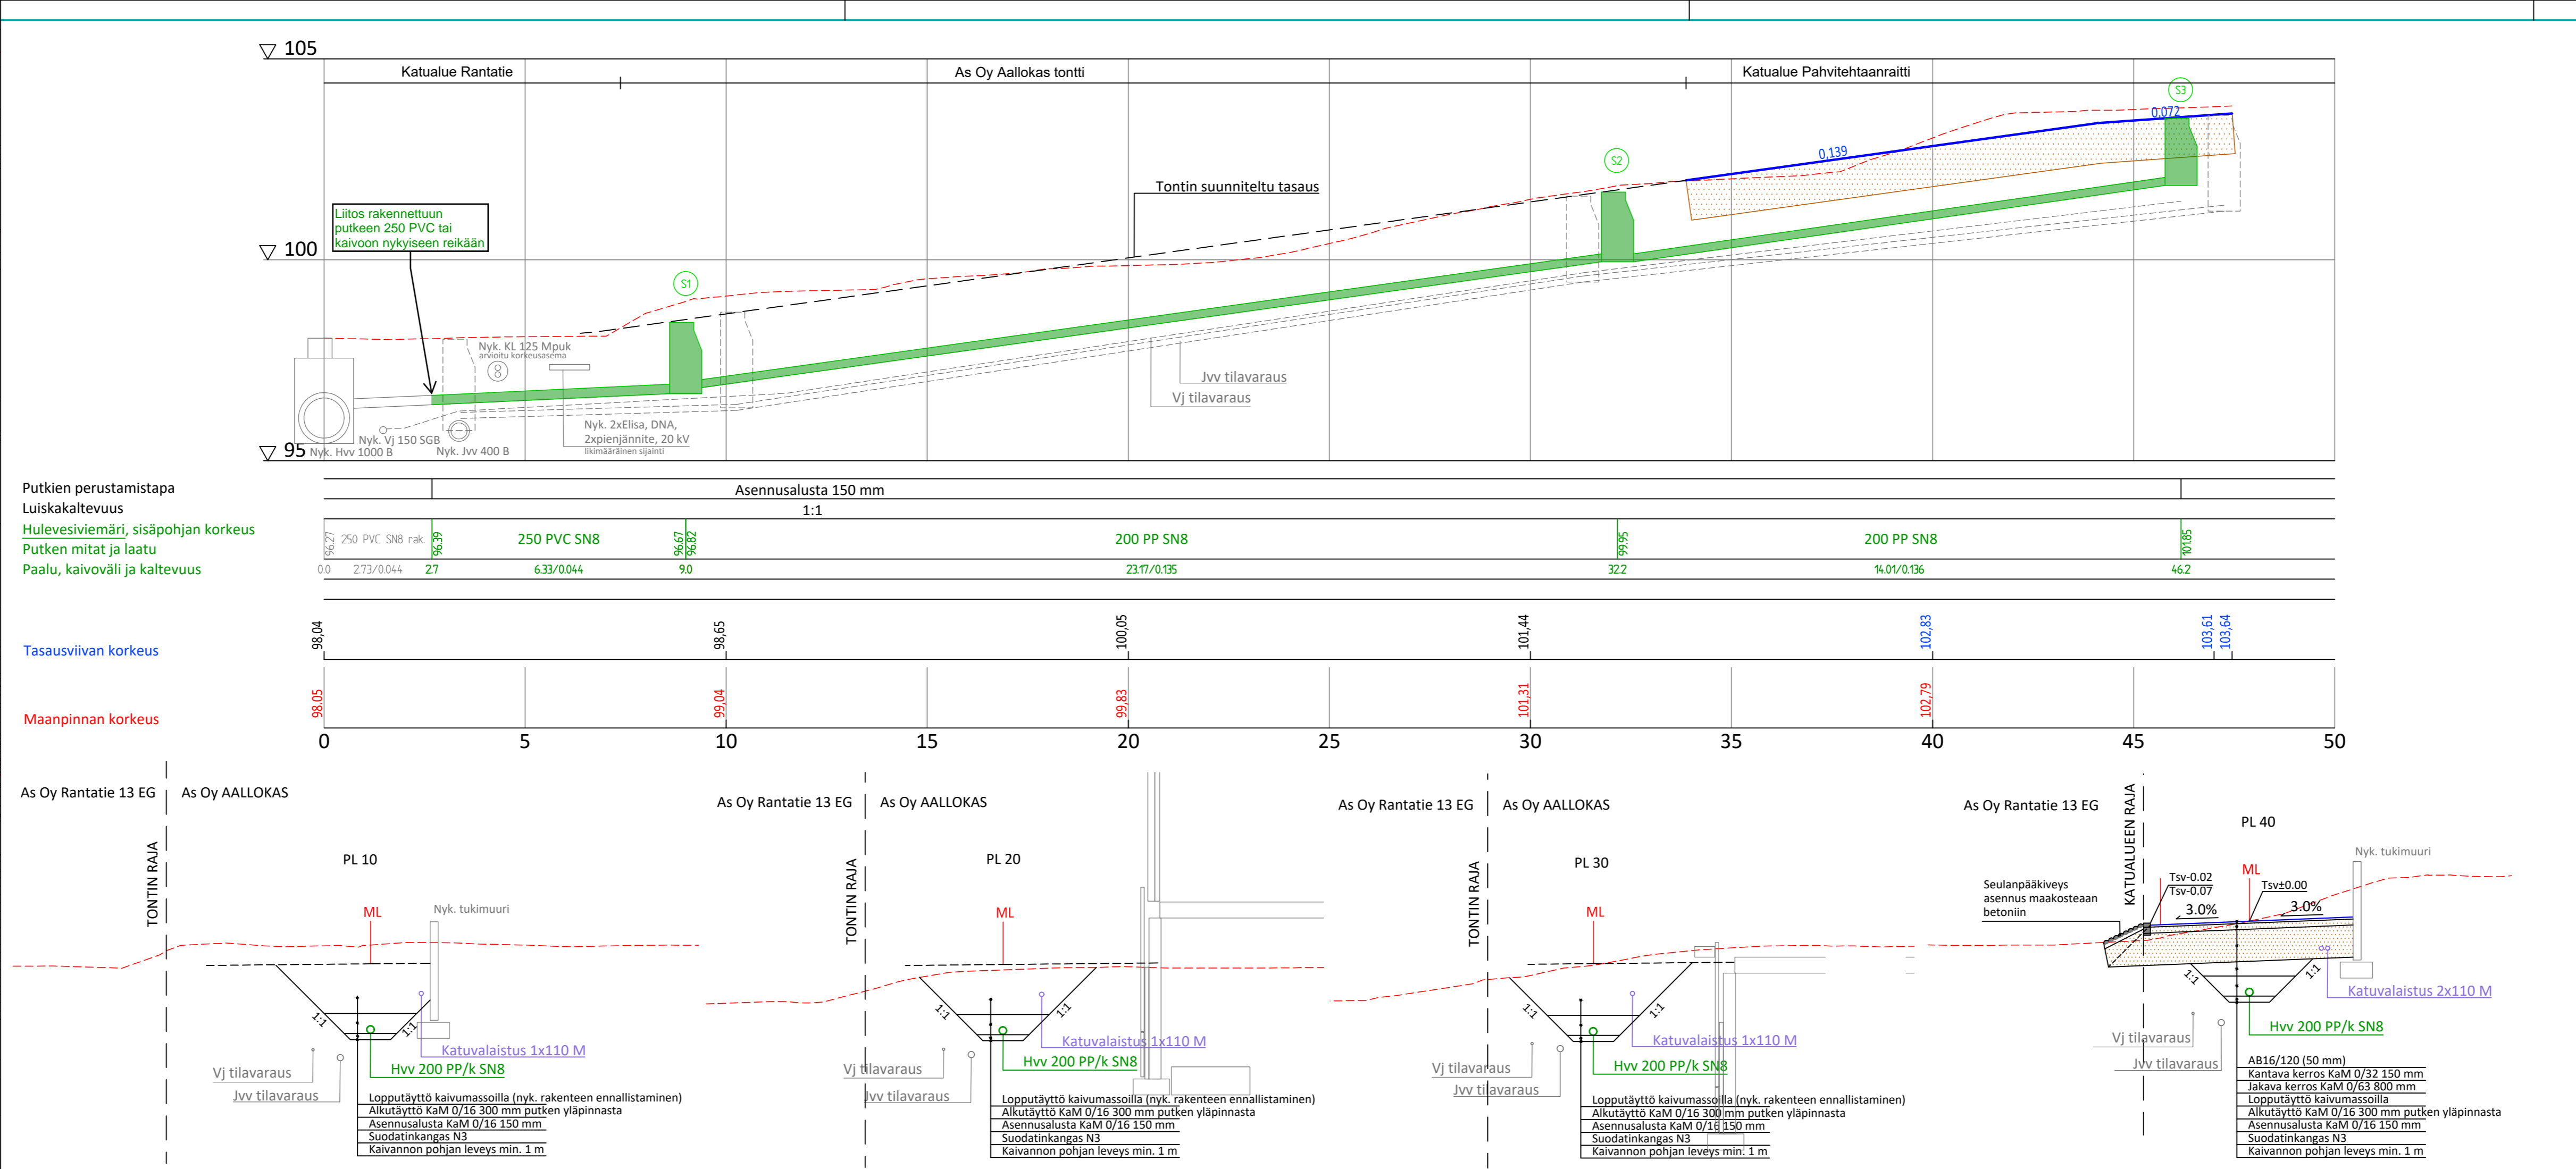 105
Katualue Rantatie
As Oy Aallokas tontti
Katualue Pahvitehtaanraitti
S3
0,072
0,139
S2
Tontin suunniteltu tasaus
Liitos rakennettuun
putkeen 250 PVC tai
kaivoon nykyiseen reikään
100
S1
Nyk. KL 125 Mpuk
arvioitu korkeusasema
Jvv tilavaraus
Vj tilavaraus
Nyk. 2xElisa, DNA,
2xpienjännite, 20 kV
likimääräinen sijainti
Nyk. Vj 150 SGB
95
Nyk. Hvv 1000 B
Nyk. Jvv 400 B
Putkien perustamistapa
Asennusalusta 150 mm
Luiskakaltevuus
1:1
Hulevesiviemäri, sisäpohjan korkeus
Putken mitat ja laatu
96.27
250 PVC SN8 rak.
96.39
250 PVC SN8
96.67
96.82
200 PP SN8
99.95
200 PP SN8
101.85
Paalu, kaivoväli ja kaltevuus
0.0
2.73/0.044
2.7
6.33/0.044
9.0
23.17/0.135
32.2
14.01/0.136
46.2
Tasausviivan korkeus
98,04
98,65
100,05
101,44
102,83
103,61
103,64
Maanpinnan korkeus
98.05
99,04
99,83
101,31
102,79
0 5 10 15 20 25 30 35 40 45 50
As Oy Rantatie 13 EG
As Oy AALLOKAS
TONTIN RAJA
PL 10
ML
Nyk. tukimuuri
1:1
1:1
Katuvalaistus 1x110 M
Hvv 200 PP/k SN8
Vj tilavaraus
Jvv tilavaraus
Lopputäyttö kaivumassoilla (nyk. rakenteen ennallistaminen)
Alkutäyttö KaM 0/16 300 mm putken yläpinnasta
Asennusalusta KaM 0/16 150 mm
Suodatinkangas N3
Kaivannon pohjan leveys min. 1 m
As Oy Rantatie 13 EG
As Oy AALLOKAS
TONTIN RAJA
PL 20
ML
1:1
1:1
Katuvalaistus 1x110 M
Hvv 200 PP/k SN8
Vj tilavaraus
Jvv tilavaraus
Lopputäyttö kaivumassoilla (nyk. rakenteen ennallistaminen)
Alkutäyttö KaM 0/16 300 mm putken yläpinnasta
Asennusalusta KaM 0/16 150 mm
Suodatinkangas N3
Kaivannon pohjan leveys min. 1 m
As Oy Rantatie 13 EG
As Oy AALLOKAS
TONTIN RAJA
PL 30
ML
1:1
1:1
Katuvalaistus 1x110 M
Hvv 200 PP/k SN8
Vj tilavaraus
Jvv tilavaraus
Lopputäyttö kaivumassoilla (nyk. rakenteen ennallistaminen)
Alkutäyttö KaM 0/16 300 mm putken yläpinnasta
Asennusalusta KaM 0/16 150 mm
Suodatinkangas N3
Kaivannon pohjan leveys min. 1 m
As Oy Rantatie 13 EG
KATUALUEEN RAJA
PL 40
Nyk. tukimuuri
ML
Tsv-0.02
Tsv-0.07
Tsv±0.00
3.0%
3.0%
Seulanpääkiveys
asennus maakosteaan
betoniin
1:1
1:1
Katuvalaistus 2x110 M
Hvv 200 PP/k SN8
Vj tilavaraus
Jvv tilavaraus
AB16/120 (50 mm)
Kantava kerros KaM 0/32 150 mm
Jakava kerros KaM 0/63 800 mm
Lopputäyttö kaivumassoilla
Alkutäyttö KaM 0/16 300 mm putken yläpinnasta
Asennusalusta KaM 0/16 150 mm
Suodatinkangas N3
Kaivannon pohjan leveys min. 1 m